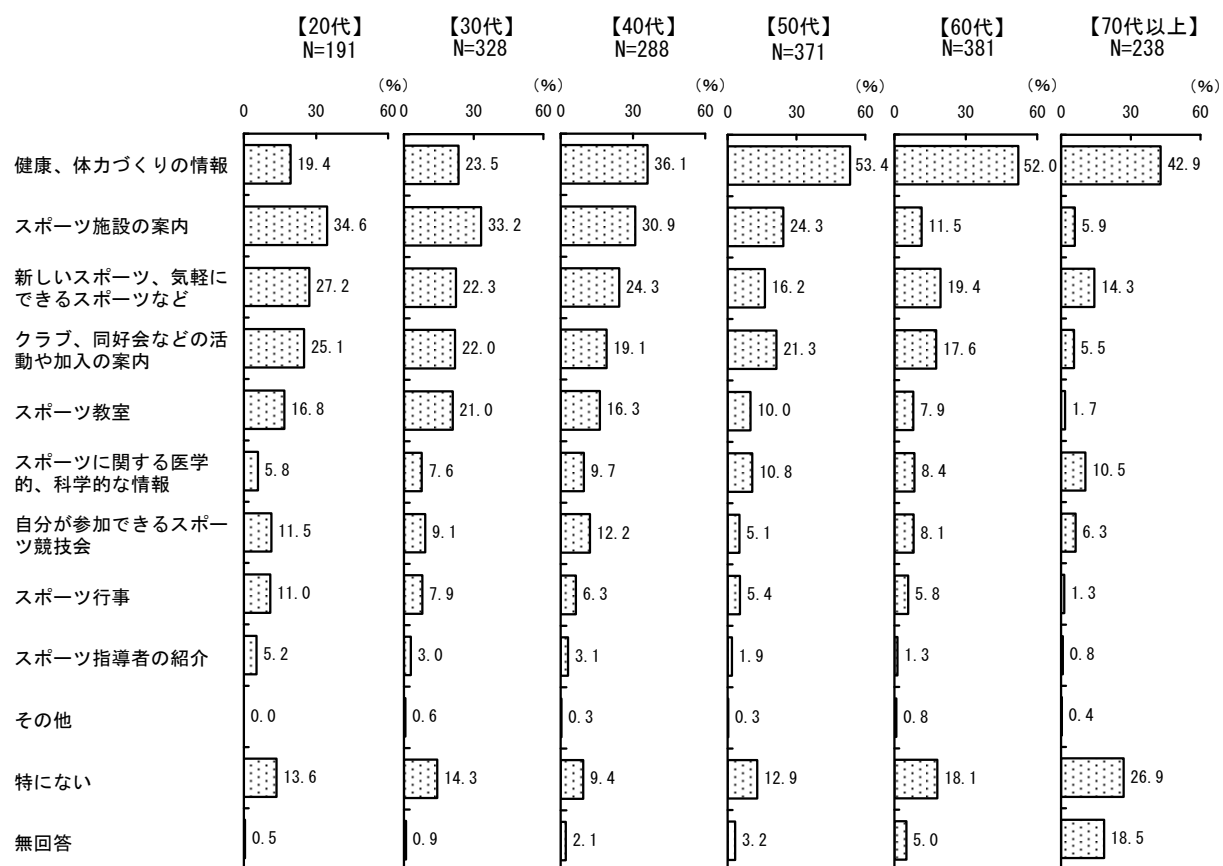 【20代】 【30代】 【40代】 【50代】 【60代】 【70代以上】
N=191 N=328 N=288 N=371 N=381 N=238
(%) (%) (%) (%) (%) (%)
0 30 60 0 30 60 0 30 60 0 30 60 0 30 60 0 30 60
健康、体力づくりの情報 19.4 23.5 36.1 53.4 52.0 42.9
スポーツ施設の案内 34.6 33.2 30.9 24.3 11.5 5.9
新しいスポーツ、気軽に
できるスポーツなど 27.2 22.3 24.3 16.2 19.4 14.3
クラブ、同好会などの活
動や加入の案内 25.1 22.0 19.1 21.3 17.6 5.5
スポーツ教室 16.8 21.0 16.3 10.0 7.9 1.7
スポーツに関する医学
的、科学的な情報 5.8 7.6 9.7 10.8 8.4 10.5
自分が参加できるスポー
ツ競技会 11.5 9.1 12.2 5.1 8.1 6.3
スポーツ行事 11.0 7.9 6.3 5.4 5.8 1.3
スポーツ指導者の紹介 5.2 3.0 3.1 1.9 1.3 0.8
その他 0.0 0.6 0.3 0.3 0.8 0.4
特にない 13.6 14.3 9.4 12.9 18.1 26.9
無回答 0.5 0.9 2.1 3.2 5.0 18.5